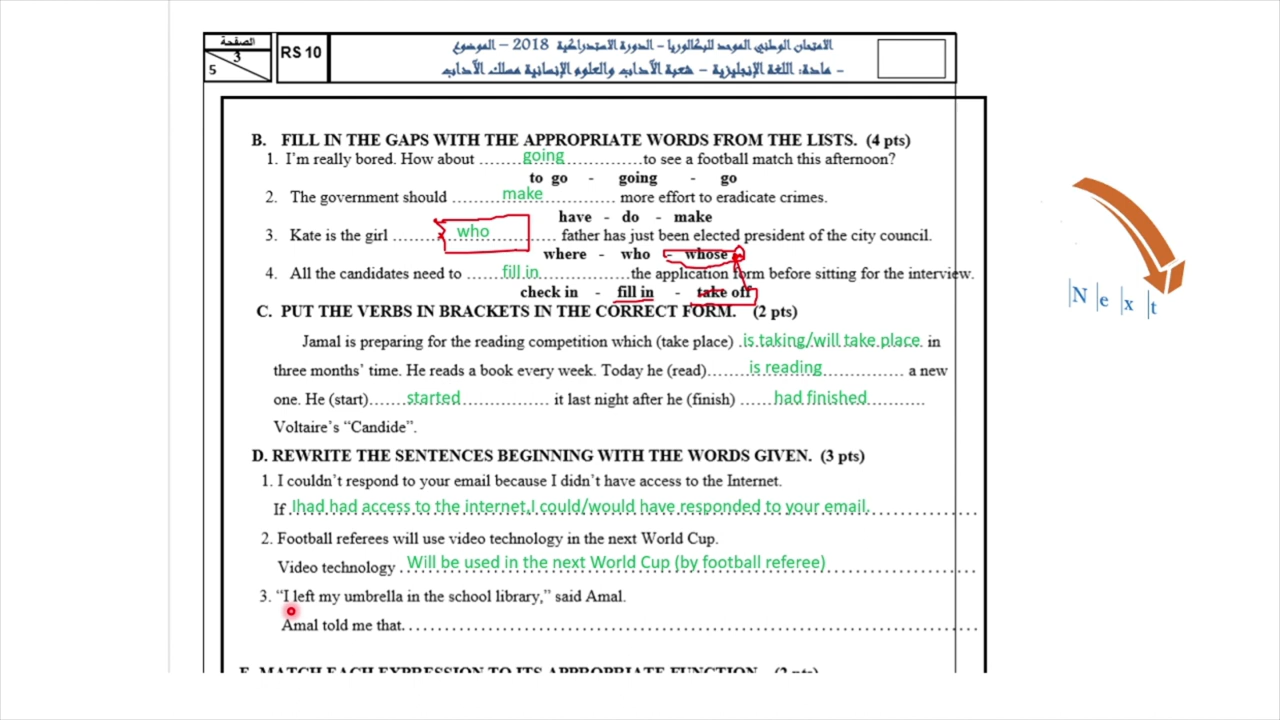 الصفحة
3
5
RS 10
الامتحان الوطني الموحد للبكالوريا - الدورة الاستدراكية 2018 - الموضوع
- مادة: اللغة الإنجليزية - شعبة الآداب والعلوم الإنسانية مسلك الآداب
B. FILL IN THE GAPS WITH THE APPROPRIATE WORDS FROM THE LISTS. (4 pts)
1. I'm really bored. How about ........going...............to see a football match this afternoon?
to go - going - go
2. The government should .........make............... more effort to eradicate crimes.
have - do - make
3. Kate is the girl .........who............ father has just been elected president of the city council.
where - who - whose
4. All the candidates need to .......fill in..................the application form before sitting for the interview.
check in - fill in - take off
C. PUT THE VERBS IN BRACKETS IN THE CORRECT FORM. (2 pts)
Jamal is preparing for the reading competition which (take place) .is taking/will take place. in
three months' time. He reads a book every week. Today he (read)........is reading............... a new
one. He (start).......started................ it last night after he (finish) ......had finished..........
Voltaire's "Candide".
D. REWRITE THE SENTENCES BEGINNING WITH THE WORDS GIVEN. (3 pts)
1. I couldn't respond to your email because I didn't have access to the Internet.
If .Ihad had access to the internet,I could/would have responded to your email...................
2. Football referees will use video technology in the next World Cup.
Video technology .Will be used in the next World Cup (by football referee).........................
3. "I left my umbrella in the school library," said Amal.
Amal told me that..........................................................................................
E. MATCH EACH EXPRESSION TO ITS APPROPRIATE FUNCTION. (2 pts)
Next